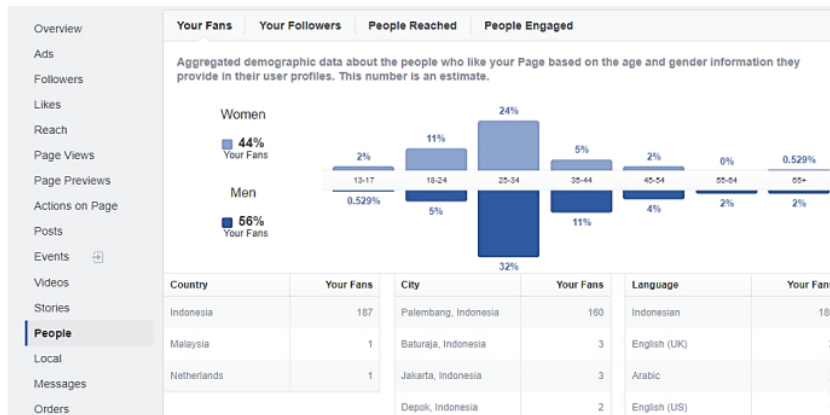 Overview
Ads
Followers
Likes
Reach
Page Views
Page Previews
Actions on Page
Posts
Events
Videos
Stories
People
Local
Messages
Orders
Your Fans Your Followers People Reached People Engaged
Aggregated demographic data about the people who like your Page based on the age and gender information they
provide in their user profiles. This number is an estimate.
Women
44%
Your Fans
Men
56%
Your Fans
2% 11% 24% 5% 2% 0% 0.529%
13-17 18-24 25-34 35-44 45-54 55-64 65+
0.529% 5% 32% 11% 4% 2% 2%
Country Your Fans
Indonesia 187
Malaysia 1
Netherlands 1
City Your Fans
Palembang, Indonesia 160
Baturaja, Indonesia 3
Jakarta, Indonesia 3
Depok, Indonesia 2
Language Your Fans
Indonesian
English (UK)
Arabic
English (US)